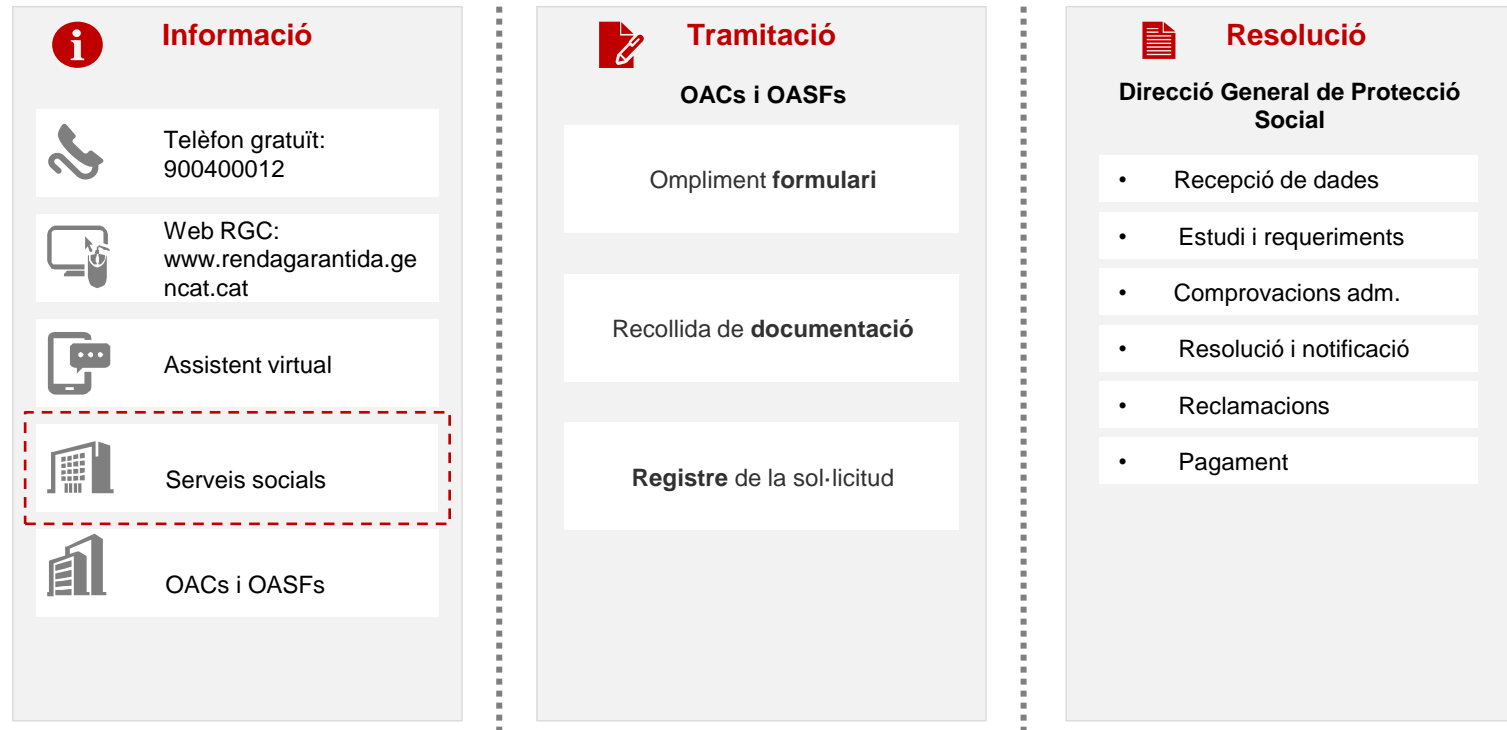 Informació
Telèfon gratuït:
900400012
Web RGC:
www.rendagarantida.ge
ncat.cat
Assistent virtual
Serveis socials
OACs i OASFs
Tramitació
OACs i OASFs
Ompliment formulari
Recollida de documentació
Registre de la sol·licitud
Resolució
Direcció General de Protecció
Social
• Recepció de dades
• Estudi i requeriments
• Comprovacions adm.
• Resolució i notificació
• Reclamacions
• Pagament